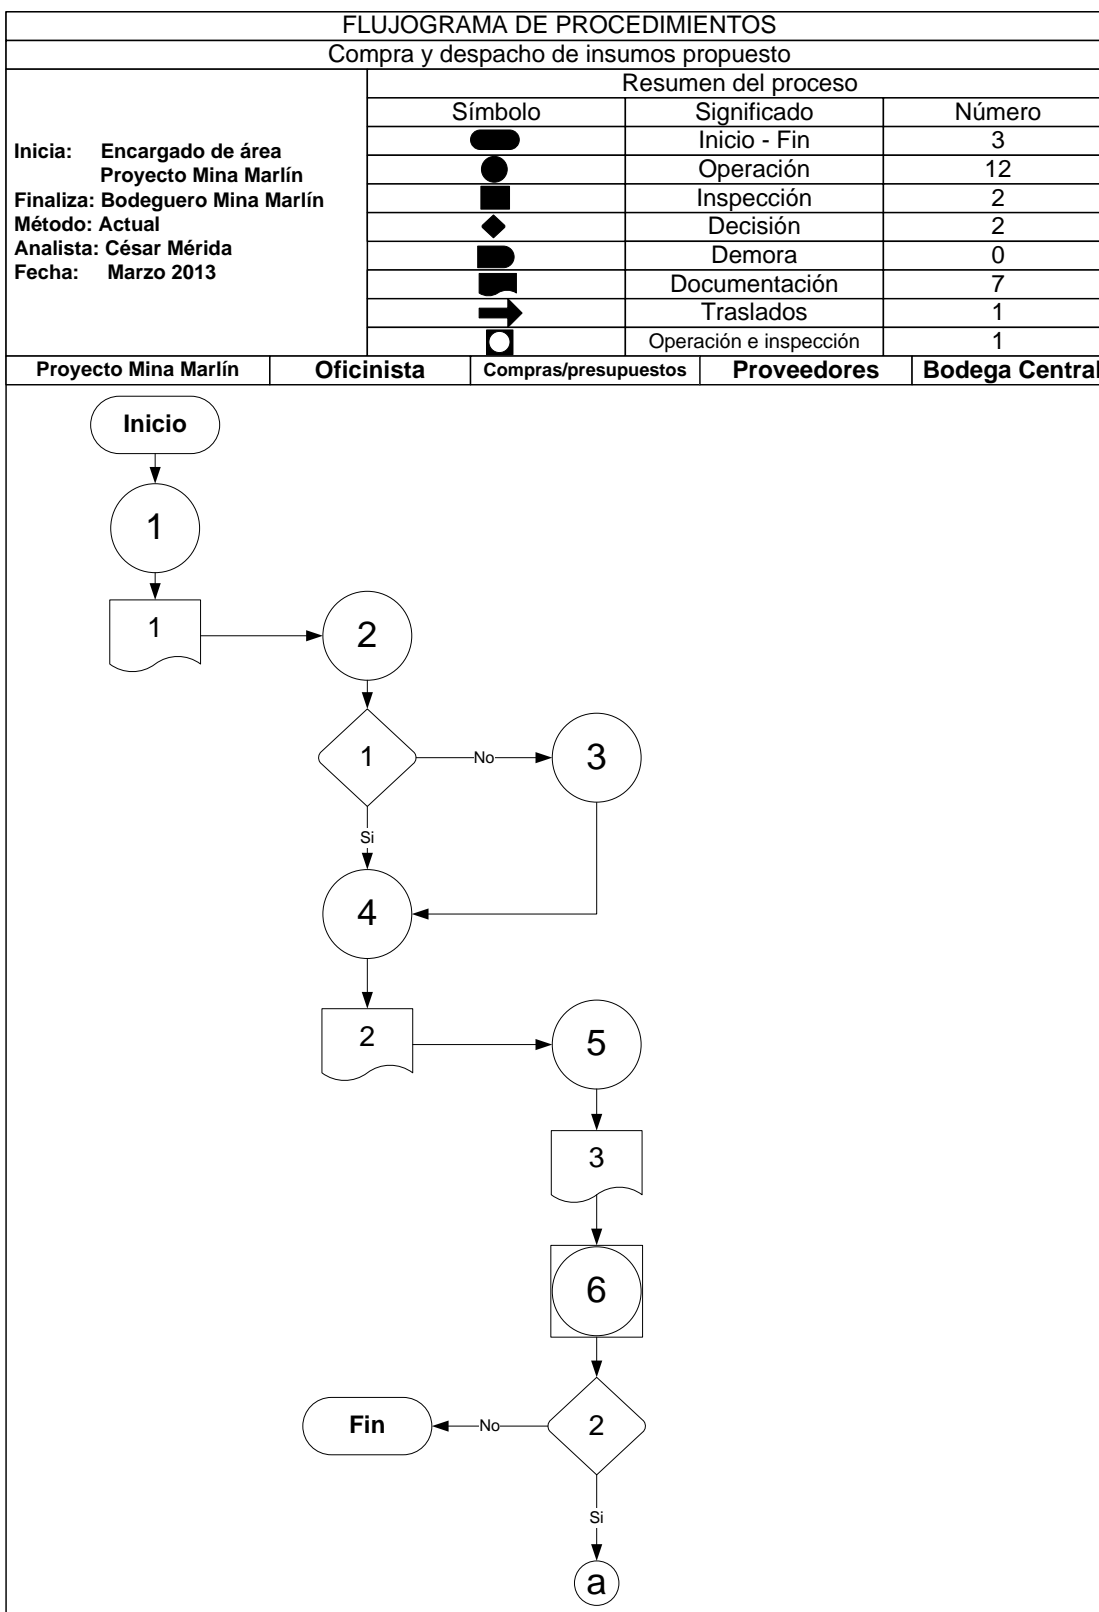 FLUJOGRAMA DE PROCEDIMIENTOS
Compra y despacho de insumos propuesto
Inicia: Encargado de área
Proyecto Mina Marlín
Finaliza: Bodeguero Mina Marlín
Método: Actual
Analista: César Mérida
Fecha: Marzo 2013
Resumen del proceso
Símbolo Significado Número
Inicio - Fin 3
Operación 12
Inspección 2
Decisión 2
Demora 0
Documentación 7
Traslados 1
Operación e inspección 1
Proyecto Mina Marlín Oficinista Compras/presupuestos Proveedores Bodega Central
Inicio
1
1
2
1
No
3
Si
4
2
5
3
6
2
No
Fin
Si
a